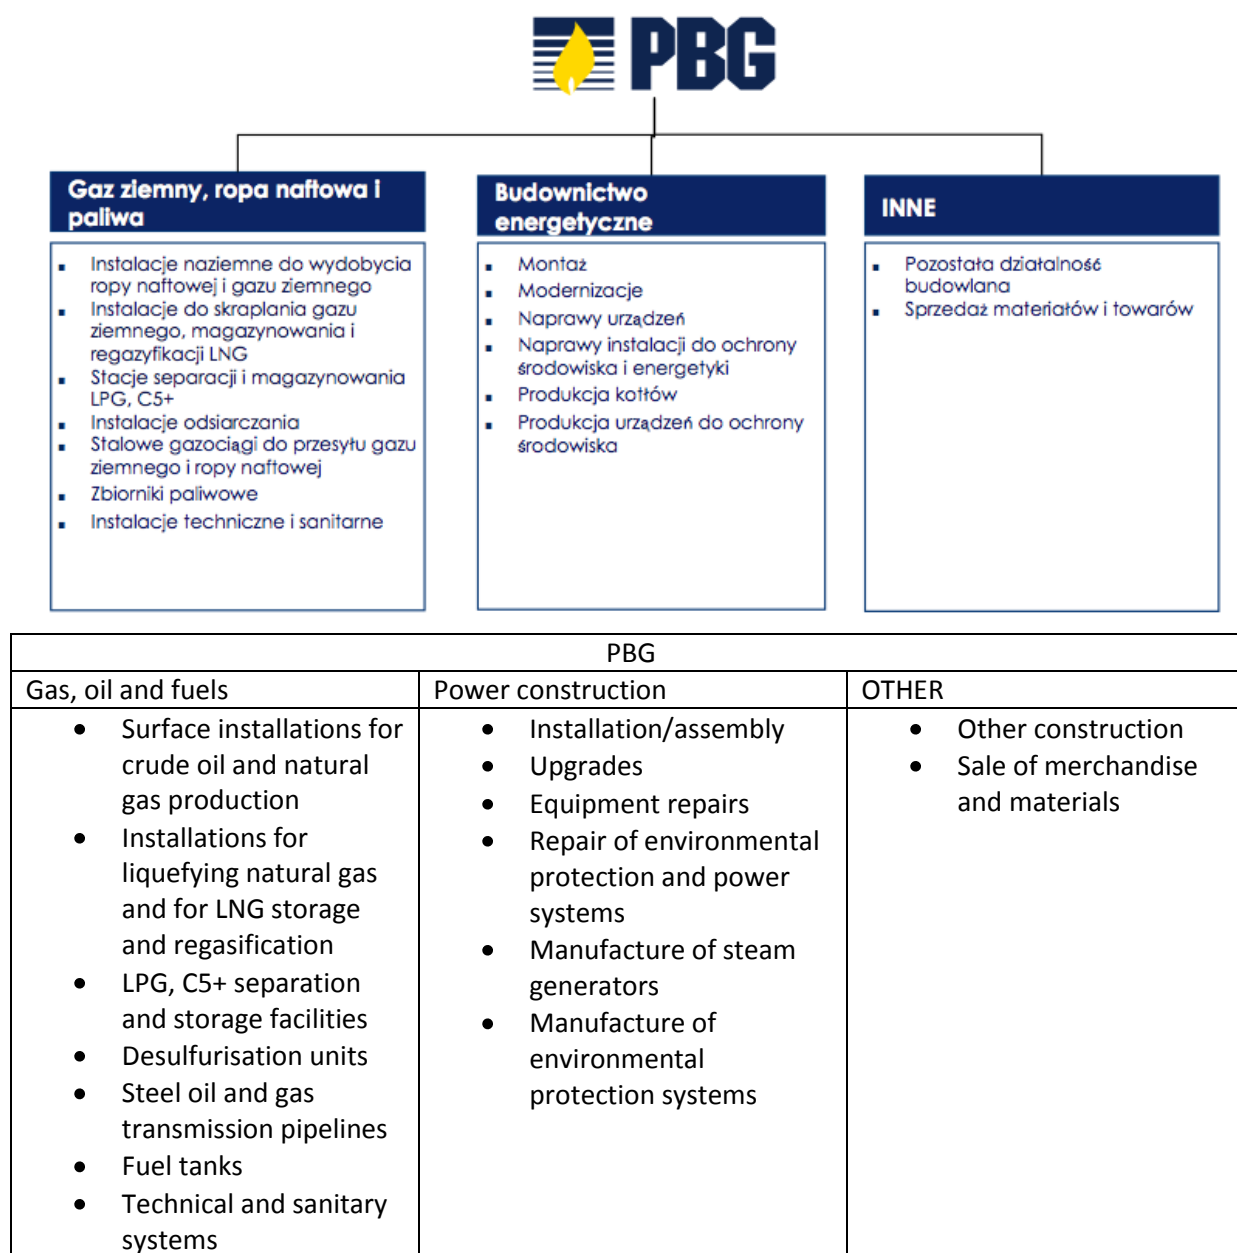 PBG
Gaz ziemny, ropa naftowa i
paliwa
Instalacje naziemne do wydobycia
ropy naftowej i gazu ziemnego
Instalacje do skraplania gazu
ziemnego, magazynowania i
regazyfikacji LNG
Stacje separacji i magazynowania
LPG, C5+
Instalacje odsiarczania
Stalowe gazociągi do przesyłu gazu
ziemnego i ropy naftowej
Zbiorniki paliwowe
Instalacje techniczne i sanitarne
Budownictwo
energetyczne
Montaż
Modernizacje
Naprawy urządzeń
Naprawy instalacji do ochrony
środowiska i energetyki
Produkcja kotłów
Produkcja urządzeń do ochrony
środowiska
INNE
Pozostała działalność
budowlana
Sprzedaż materiałów i towarów
PBG
Gas, oil and fuels
Surface installations for
crude oil and natural
gas production
Installations for
liquefying natural gas
and for LNG storage
and regasification
LPG, C5+ separation
and storage facilities
Desulfurisation units
Steel oil and gas
transmission pipelines
Fuel tanks
Technical and sanitary
systems
Power construction
Installation/assembly
Upgrades
Equipment repairs
Repair of environmental
protection and power
systems
Manufacture of steam
generators
Manufacture of
environmental
protection systems
OTHER
Other construction
Sale of merchandise
and materials